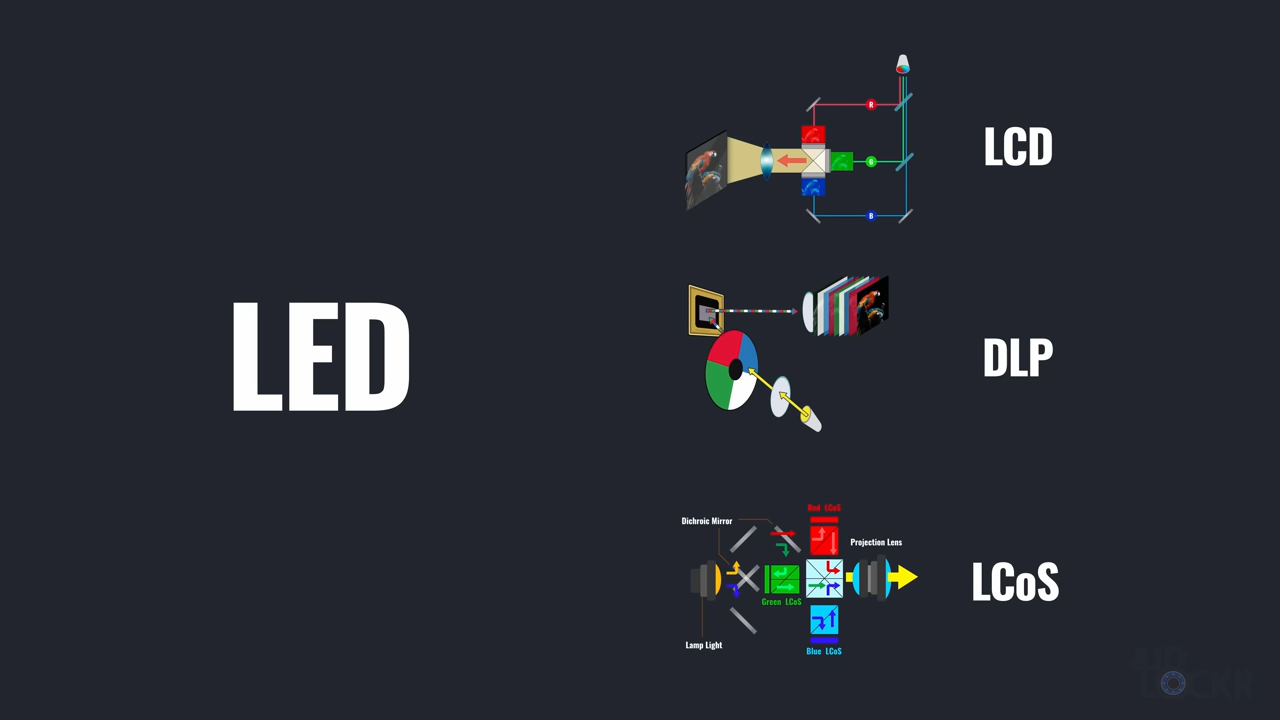 LED
R
G
B
LCD
DLP
Red LCoS
Dichroic Mirror
Projection Lens
LCoS
Green LCoS
Lamp Light
Blue LCoS